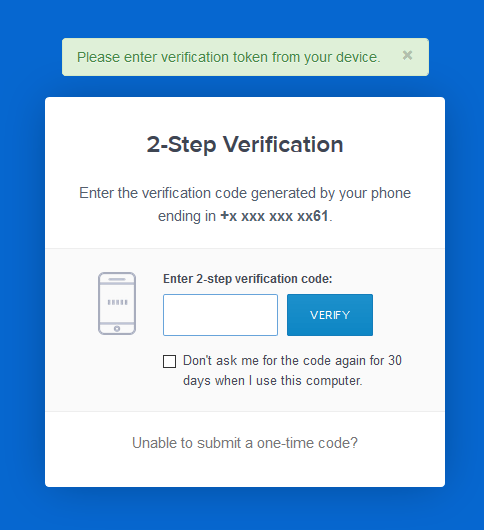 Please enter verification token from your device. ×
2-Step Verification
Enter the verification code generated by your phone
ending in +x xxx xxx xx61.
Enter 2-step verification code:
VERIFY
Don't ask me for the code again for 30
days when I use this computer.
Unable to submit a one-time code?